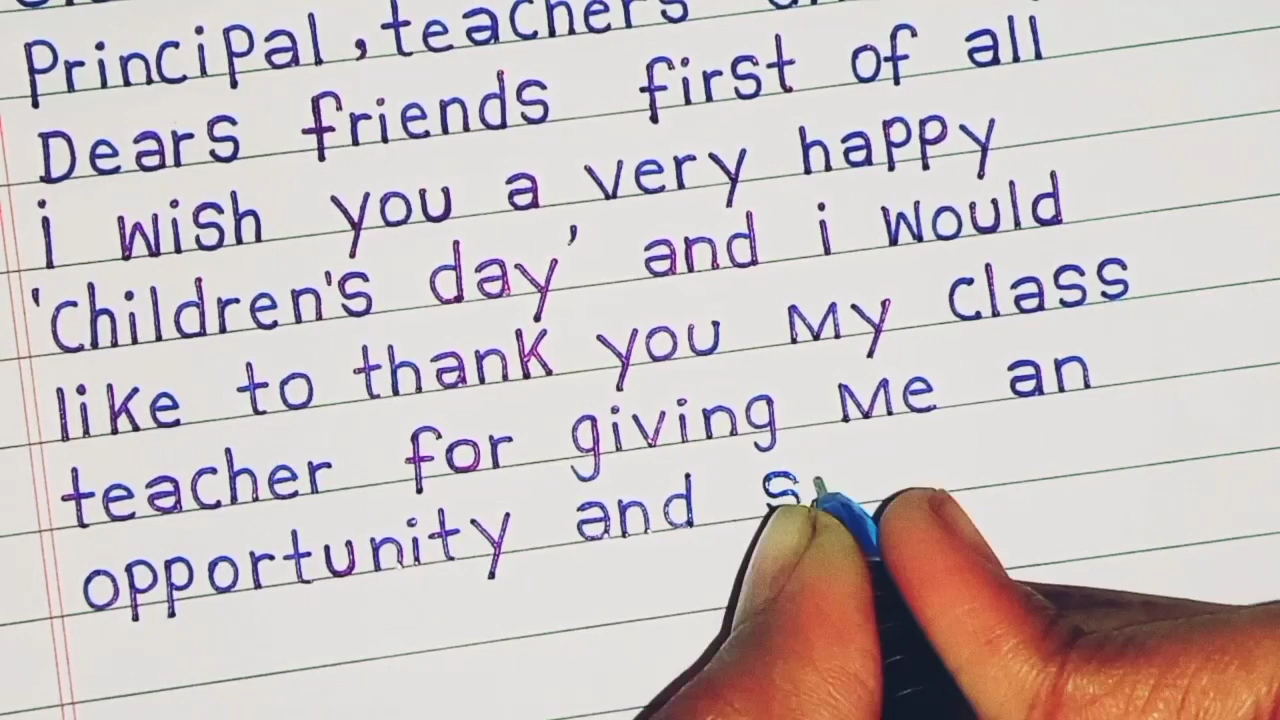 Principal, teachers
Dears friends first of all
i wish you a very happy
'Children's day' and i would
like to thank you My Class
teacher for giving Me an
opportunity and s